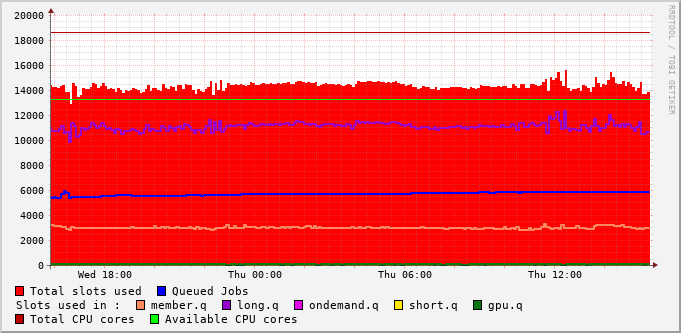 20000
18000
16000
14000
12000
10000
8000
6000
4000
2000
0
Wed 18:00 Thu 00:00 Thu 06:00 Thu 12:00
RRDTOOL / TOBI OETIKER
Total slots used Queued Jobs
Slots used in : member.q long.q ondemand.q short.q gpu.q
Total CPU cores Available CPU cores